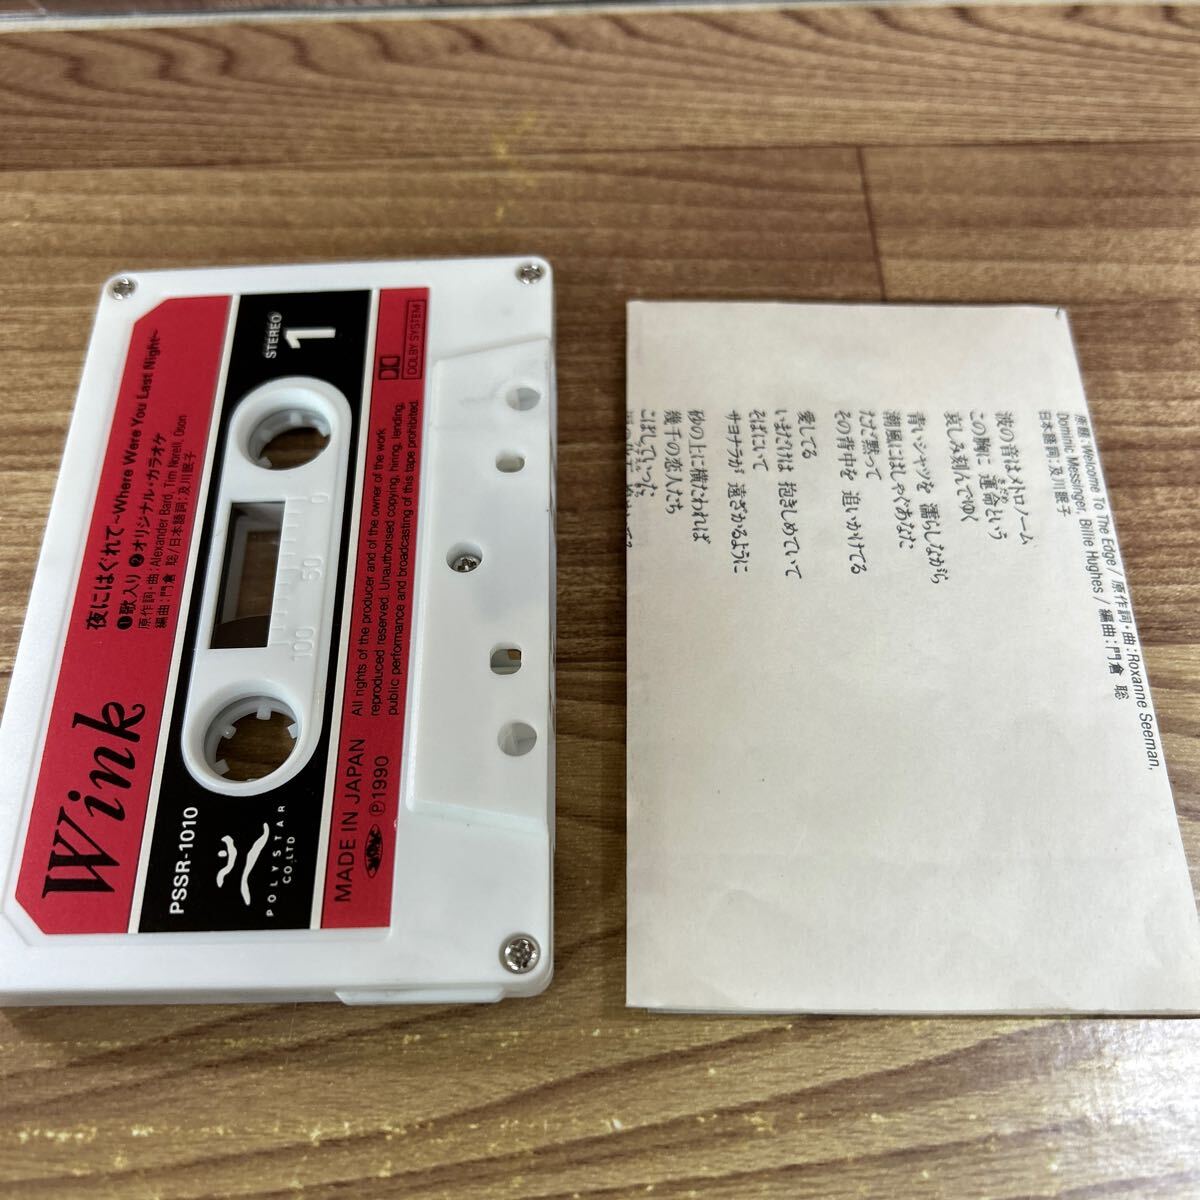 Wink
夜にはぐれて~Where Were You Last Night~
❶歌入り ❷オリジナル・カラオケ
原作詞・曲:Alexander Bard, Tim Norell, Oson
編曲:門倉 聡/日本語詞:及川眠子
PSSR-1010
POLYSTAR
CO.,LTD
STEREO
1
100 50 0
DOLBY SYSTEM
MADE IN JAPAN
Ⓟ1990
All rights of the producer and of the owner of the work
reproduced reserved. Unauthorised copying, hiring, lending,
public performance and broadcasting of this tape prohibited.
原題:Welcome To The Edge/原作詞・曲:Roxanne Seeman,
Dominic Messinger, Billie Hughes/編曲:門倉 聡
日本語詞:及川眠子
波の音はメトロノーム
この胸に 運命という
哀しみ刻んでゆく
青いシャツを 濡らしながら
潮風にはしゃぐあなた
ただ黙って
その背中を 追いかけてる
愛してる
いまだけは 抱きしめていて
そばにいて
サヨナラが 遠ざかるように
砂の上に横たわれば
幾千の恋人たち
こぼしていった